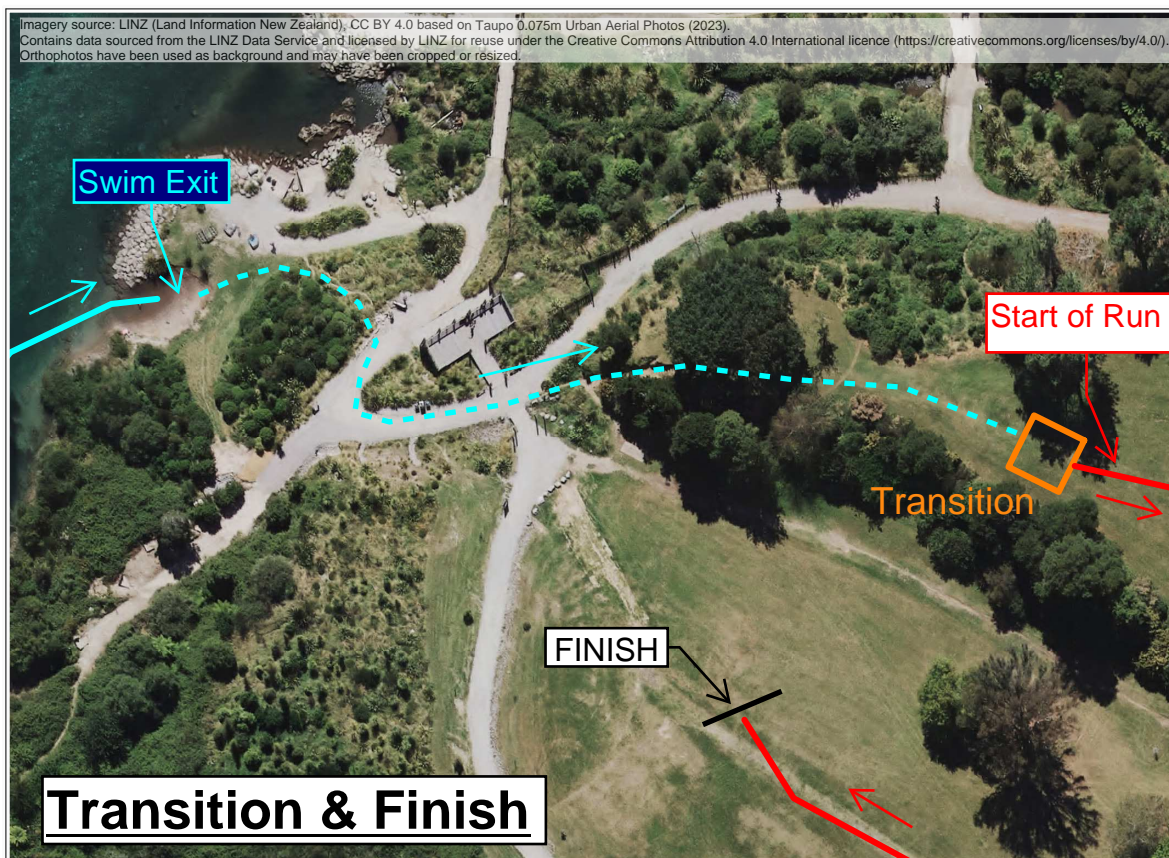 Imagery source: LINZ (Land Information New Zealand), CC BY 4.0 based on Taupo 0.075m Urban Aerial Photos (2023).
Contains data sourced from the LINZ Data Service and licensed by LINZ for reuse under the Creative Commons Attribution 4.0 International licence (https://creativecommons.org/licenses/by/4.0/).
Orthophotos have been used as background and may have been cropped or resized.
Swim Exit
Start of Run
Transition
FINISH
Transition & Finish